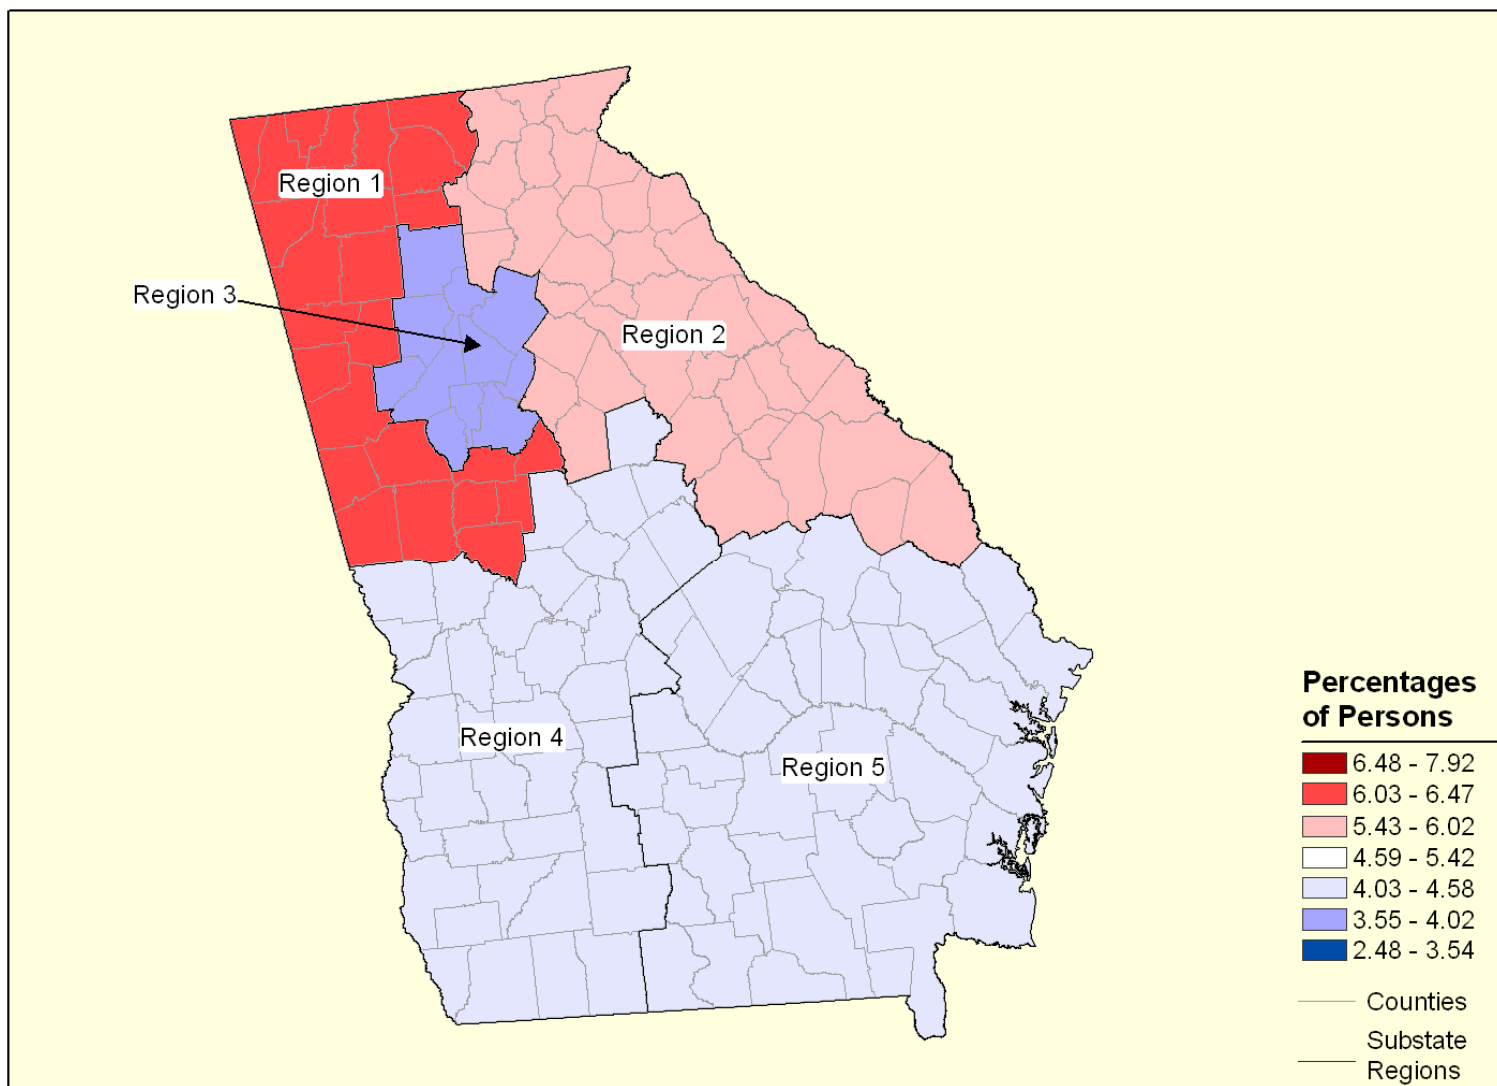 Region 1
Region 3
Region 2
Region 4
Region 5
Percentages
of Persons
6.48 - 7.92
6.03 - 6.47
5.43 - 6.02
4.59 - 5.42
4.03 - 4.58
3.55 - 4.02
2.48 - 3.54
Counties
Substate
Regions